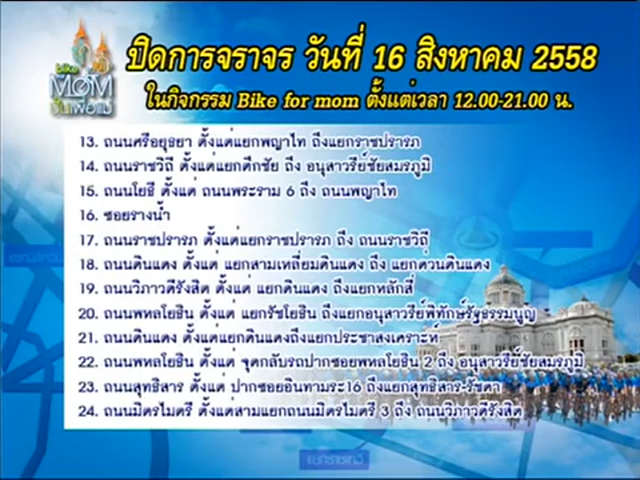 ปิดการจราจร วันที่ 16 สิงหาคม 2558
bike
MOM
ปั่นเพื่อแม่
ในกิจกรรม Bike for mom ตั้งแต่เวลา 12.00-21.00 น.
13. ถนนศรีอยุธยา ตั้งแต่แยกพญาไท ถึงแยกราชปรารภ
14. ถนนราชวิถี ตั้งแต่แยกตึกชัย ถึง อนุสาวรีย์ชัยสมรภูมิ
15. ถนนโยธี ตั้งแต่ ถนนพระราม 6 ถึง ถนนพญาไท
16. ซอยรางน้ำ
17. ถนนราชปรารภ ตั้งแต่แยกราชปรารภ ถึง ถนนราชวิถี
18. ถนนดินแดง ตั้งแต่ แยกสามเหลี่ยมดินแดง ถึง แยกด่วนดินแดง
19. ถนนวิภาวดีรังสิต ตั้งแต่ แยกดินแดง ถึงแยกหลักสี่
20. ถนนพหลโยธิน ตั้งแต่ แยกรัชโยธิน ถึงแยกอนุสาวรีย์พิทักษ์รัฐธรรมนูญ
21. ถนนดินแดง ตั้งแต่แยกดินแดงถึงแยกประชาสงเคราะห์
22. ถนนพหลโยธิน ตั้งแต่ จุดกลับรถปากซอยพหลโยธิน 2 ถึง อนุสาวรีย์ชัยสมรภูมิ
23. ถนนสุทธิสาร ตั้งแต่ ปากซอยอินทามระ16 ถึงแยกสุทธิสาร-รัชดา
24. ถนนมิตรไมตรี ตั้งแต่สามแยกถนนมิตรไมตรี 3 ถึง ถนนวิภาวดีรังสิต
แยกราชเทวี